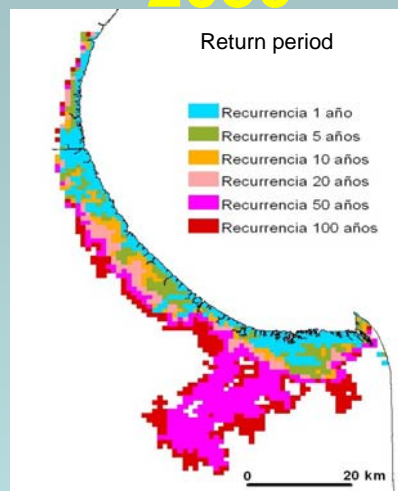 Return period
Recurrencia 1 año
Recurrencia 5 años
Recurrencia 10 años
Recurrencia 20 años
Recurrencia 50 años
Recurrencia 100 años
0 20 km